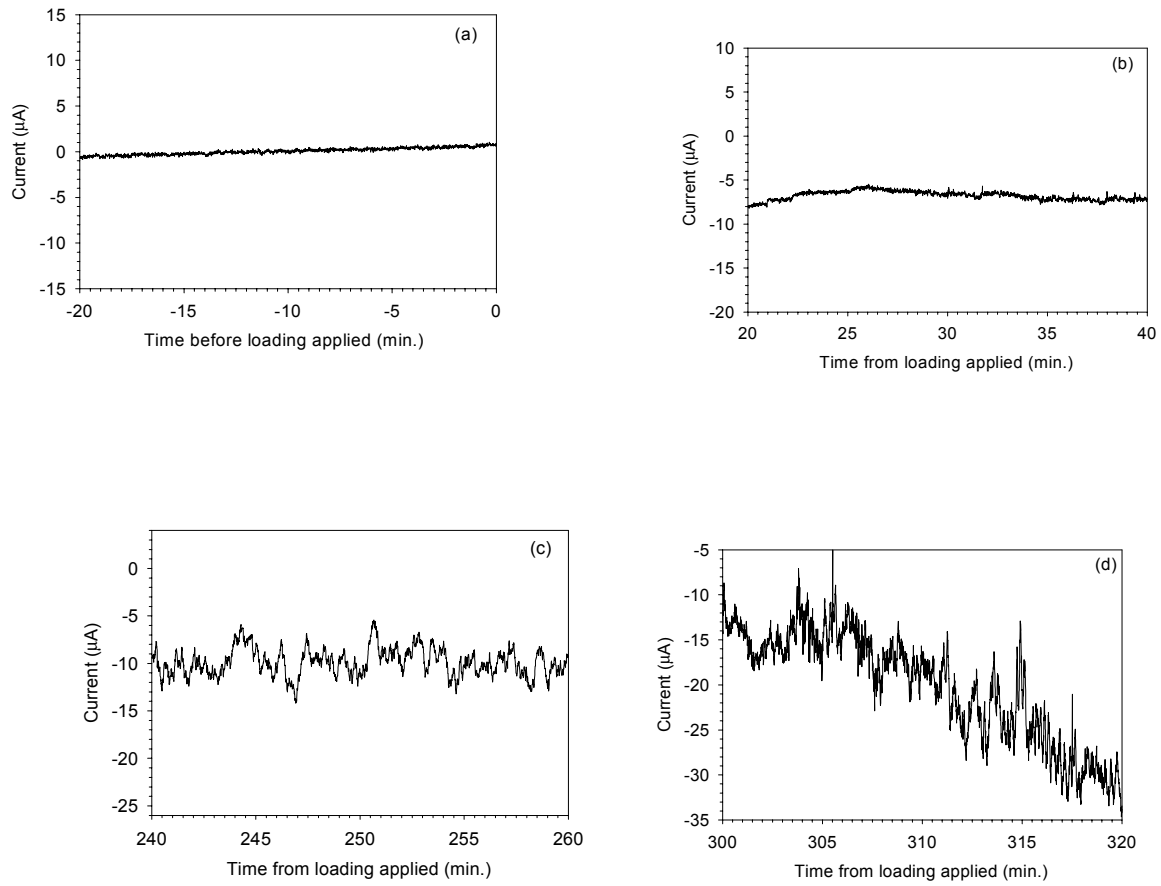 (a)
15
10
5
0
-5
-10
-15
Current (µA)
-20 -15 -10 -5 0
Time before loading applied (min.)
(b)
10
5
0
-5
-10
-15
-20
Current (µA)
20 25 30 35 40
Time from loading applied (min.)
(c)
0
-5
-10
-15
-20
-25
Current (µA)
240 245 250 255 260
Time from loading applied (min.)
(d)
-5
-10
-15
-20
-25
-30
-35
Current (µA)
300 305 310 315 320
Time from loading applied (min.)